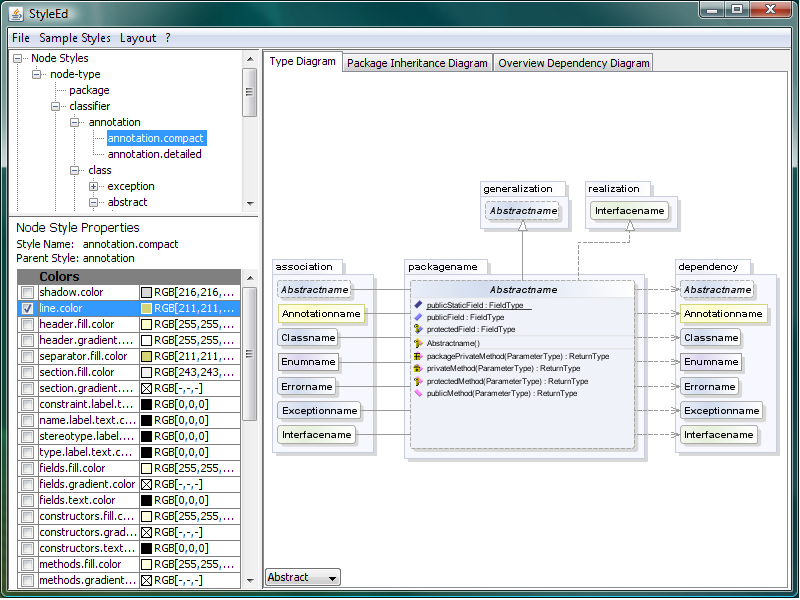 StyleEd
File Sample Styles Layout ?
Node Styles
node-type
package
classifier
annotation
annotation.compact
annotation.detailed
class
exception
abstract
Node Style Properties
Style Name: annotation.compact
Parent Style: annotation
Colors
shadow.color RGB[216,216,...
line.color RGB[211,211,...
header.fill.color RGB[255,255,...
header.gradient.... RGB[255,255,...
separator.fill.color RGB[211,211,...
section.fill.color RGB[243,243,...
section.gradient.... RGB[-,-,-]
constraint.label.t... RGB[0,0,0]
name.label.text.c... RGB[0,0,0]
stereotype.label.... RGB[0,0,0]
type.label.text.c... RGB[0,0,0]
fields.fill.color RGB[255,255,...
fields.gradient.color RGB[-,-,-]
fields.text.color RGB[0,0,0]
constructors.fill.c... RGB[255,255,...
constructors.grad... RGB[-,-,-]
constructors.text... RGB[0,0,0]
methods.fill.color RGB[255,255,...
methods.gradient... RGB[-,-,-]
Type Diagram Package Inheritance Diagram Overview Dependency Diagram
generalization
Abstractname
realization
Interfacename
association
Abstractname
Annotationname
Classname
Enumname
Errorname
Exceptionname
Interfacename
packagename
Abstractname
publicStaticField : FieldType
publicField : FieldType
protectedField : FieldType
Abstractname()
packagePrivateMethod(ParameterType) : ReturnType
privateMethod(ParameterType) : ReturnType
protectedMethod(ParameterType) : ReturnType
publicMethod(ParameterType) : ReturnType
dependency
Abstractname
Annotationname
Classname
Enumname
Errorname
Exceptionname
Interfacename
Abstract